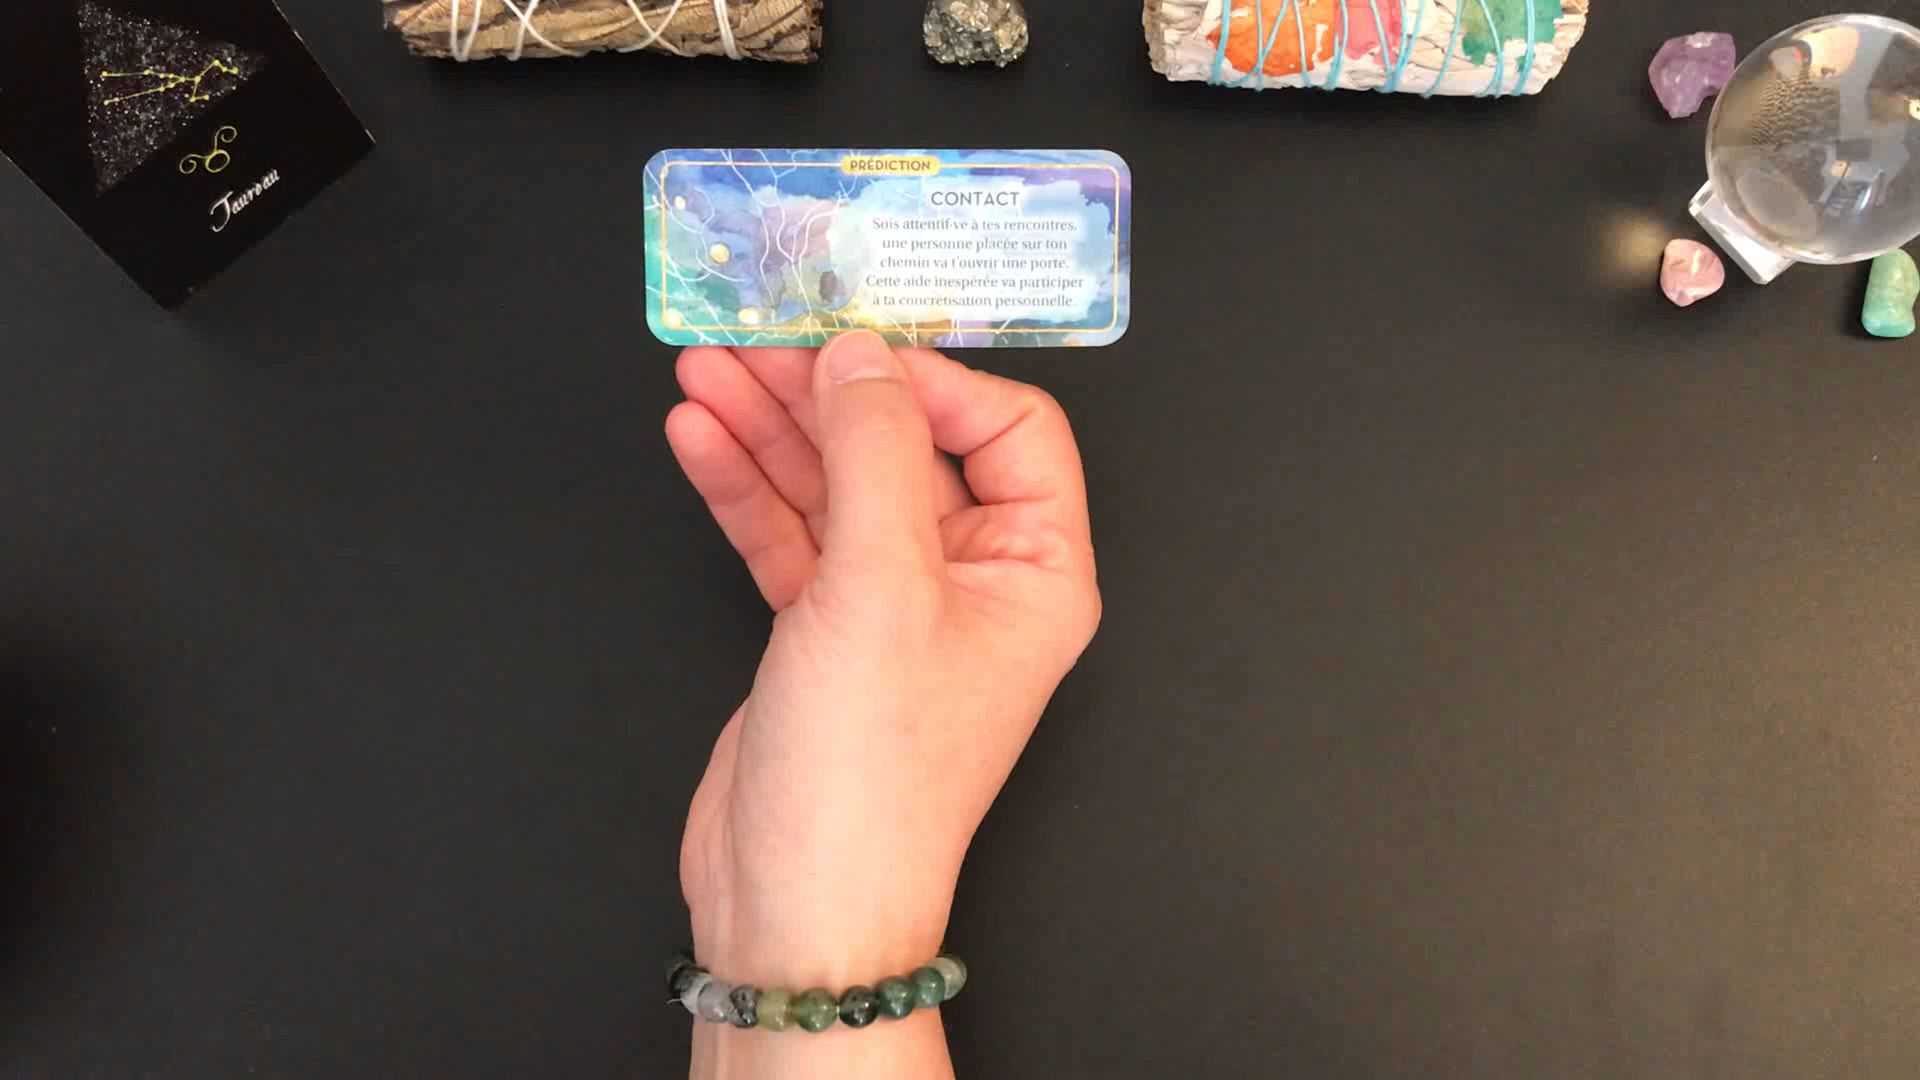 Taureau
PRÉDICTION
CONTACT
Sois attentif·ve à tes rencontres,
une personne placée sur ton
chemin va t'ouvrir une porte.
Cette aide inespérée va participer
à ta concrétisation personnelle.